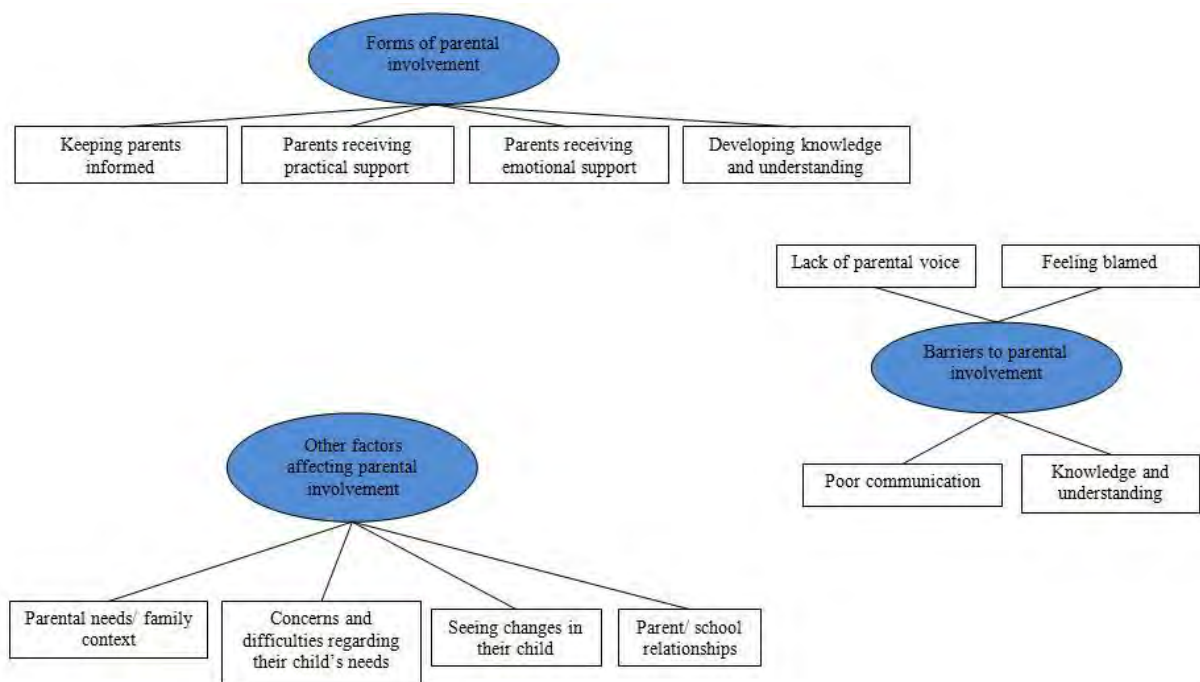 Forms of parental
involvement
Keeping parents
informed
Parents receiving
practical support
Parents receiving
emotional support
Developing knowledge
and understanding
Lack of parental voice
Feeling blamed
Barriers to parental
involvement
Poor communication
Knowledge and
understanding
Other factors
affecting parental
involvement
Parental needs/ family
context
Concerns and
difficulties regarding
their child’s needs
Seeing changes in
their child
Parent/ school
relationships